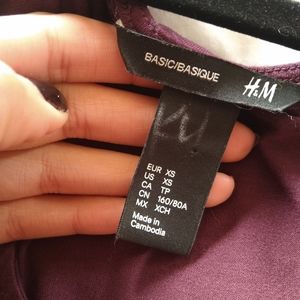 BASIC/BASIQUE
H&M
EUR XS
US XS
CA TP
CN 160/80A
MX XCH
Made in
Cambodia